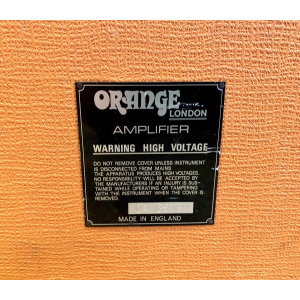 ORANGE
LONDON
AMPLIFIER
WARNING HIGH VOLTAGE
DO NOT REMOVE COVER UNLESS INSTRUMENT
IS DISCONNECTED FROM MAINS
THE APPARATUS PRODUCES HIGH VOLTAGES.
NO RESPONSIBILITY WILL BE ACCEPTED BY
THE MANUFACTURERS IF AN INJURY IS SUS-
TAINED WHILE OPERATING OR TAMPERING
WITH THE INSTRUMENT WHEN THE COVER IS
REMOVED.
MADE IN ENGLAND